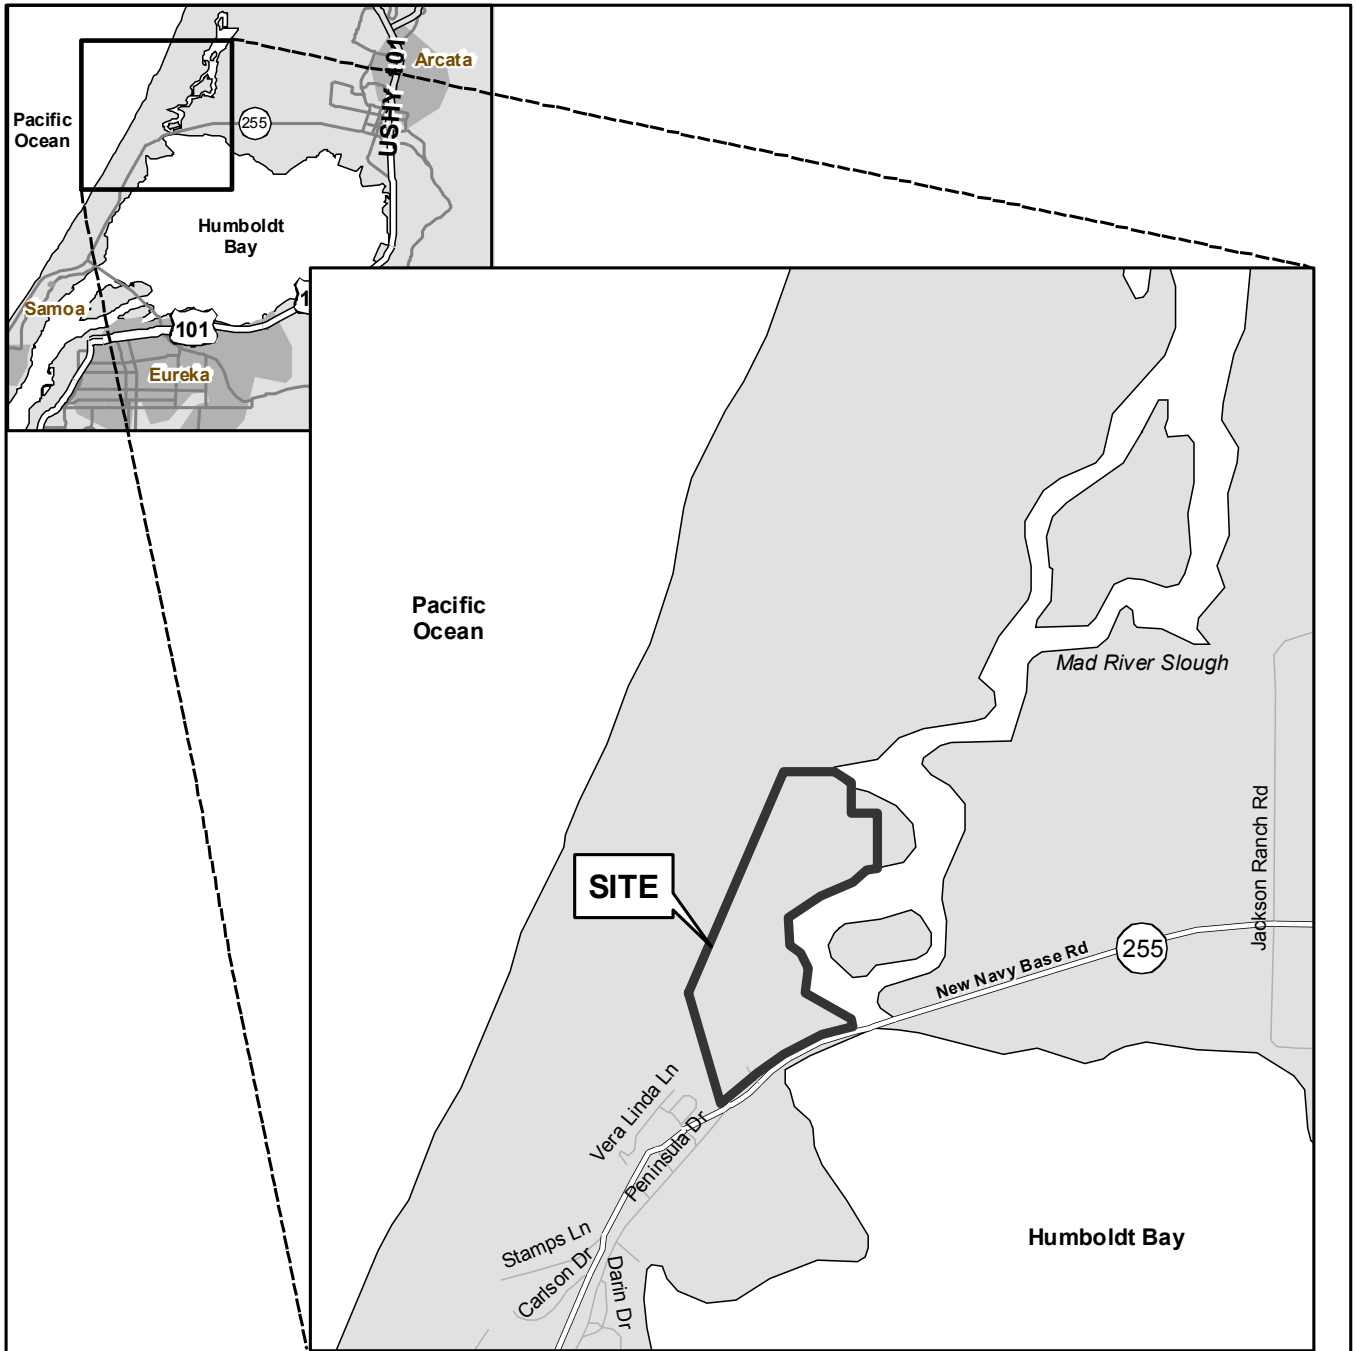 Arcata
USHY 101
255
Pacific
Ocean
Humboldt
Bay
Samoa
1
101
Eureka
Pacific
Ocean
Mad River Slough
Jackson Ranch Rd
SITE
255
New Navy Base Rd
Vera Linda Ln
Peninsula Dr
Humboldt Bay
Stamps Ln
Carlson Dr
Darin Dr